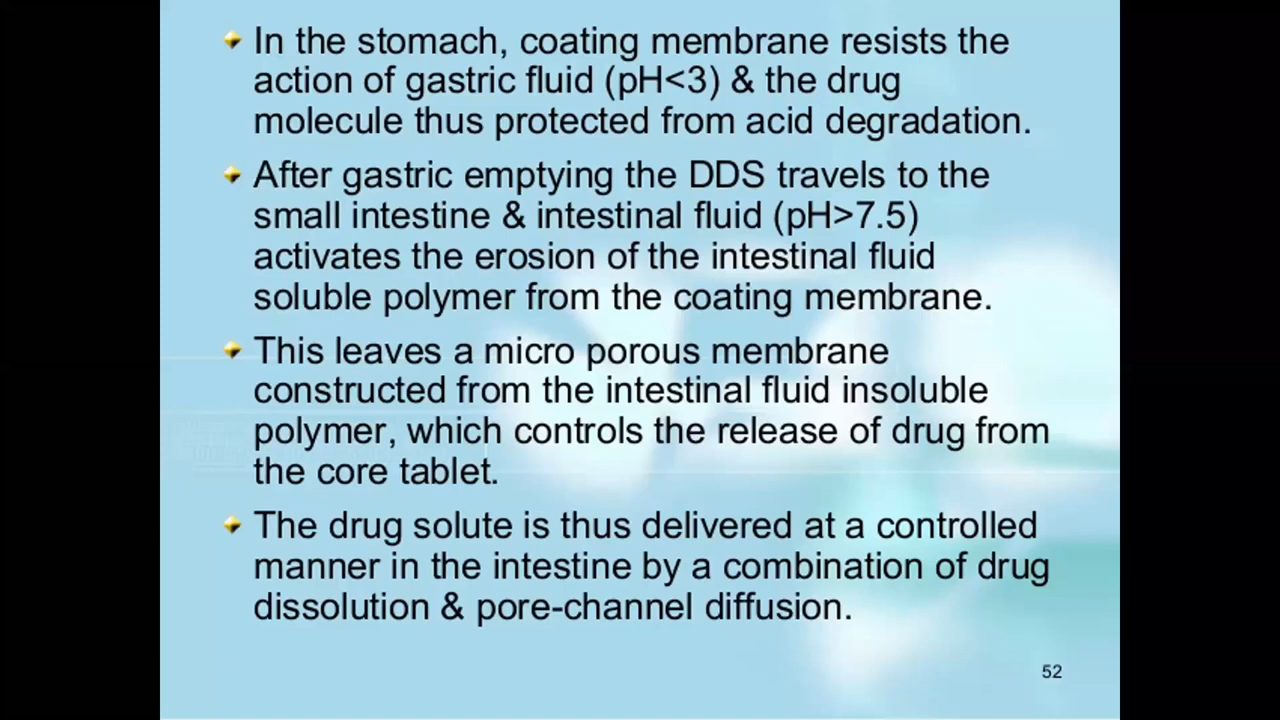 In the stomach, coating membrane resists the
action of gastric fluid (pH<3) & the drug
molecule thus protected from acid degradation.
After gastric emptying the DDS travels to the
small intestine & intestinal fluid (pH>7.5)
activates the erosion of the intestinal fluid
soluble polymer from the coating membrane.
This leaves a micro porous membrane
constructed from the intestinal fluid insoluble
polymer, which controls the release of drug from
the core tablet.
The drug solute is thus delivered at a controlled
manner in the intestine by a combination of drug
dissolution & pore-channel diffusion.
52